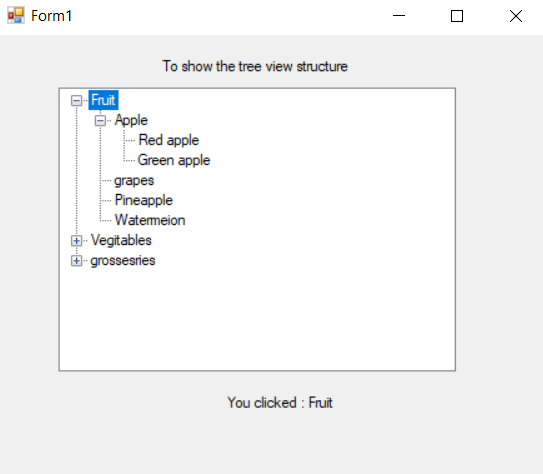 Form1
To show the tree view structure
Fruit
Apple
Red apple
Green apple
grapes
Pineapple
Watermeion
Vegitables
grossesries
You clicked : Fruit